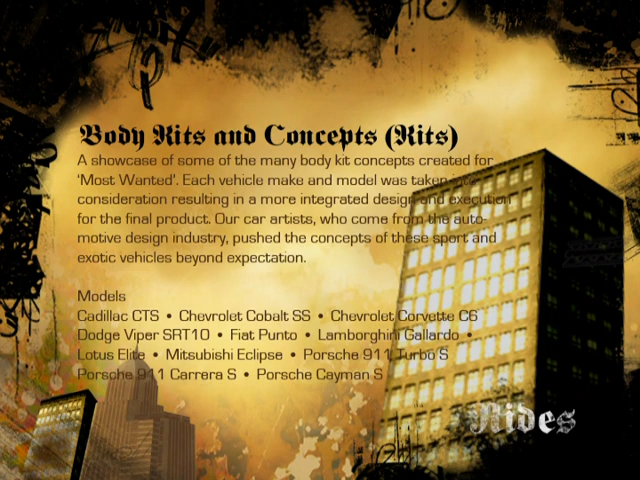 Body Kits and Concepts (Kits)
A showcase of some of the many body kit concepts created for
'Most Wanted'. Each vehicle make and model was taken into
consideration resulting in a more integrated design and execution
for the final product. Our car artists, who come from the auto-
motive design industry, pushed the concepts of these sport and
exotic vehicles beyond expectation.
Models
Cadillac CTS • Chevrolet Cobalt SS • Chevrolet Corvette C6
Dodge Viper SRT10 • Fiat Punto • Lamborghini Gallardo •
Lotus Elite • Mitsubishi Eclipse • Porsche 911 Turbo S
Porsche 911 Carrera S • Porsche Cayman S
Rides